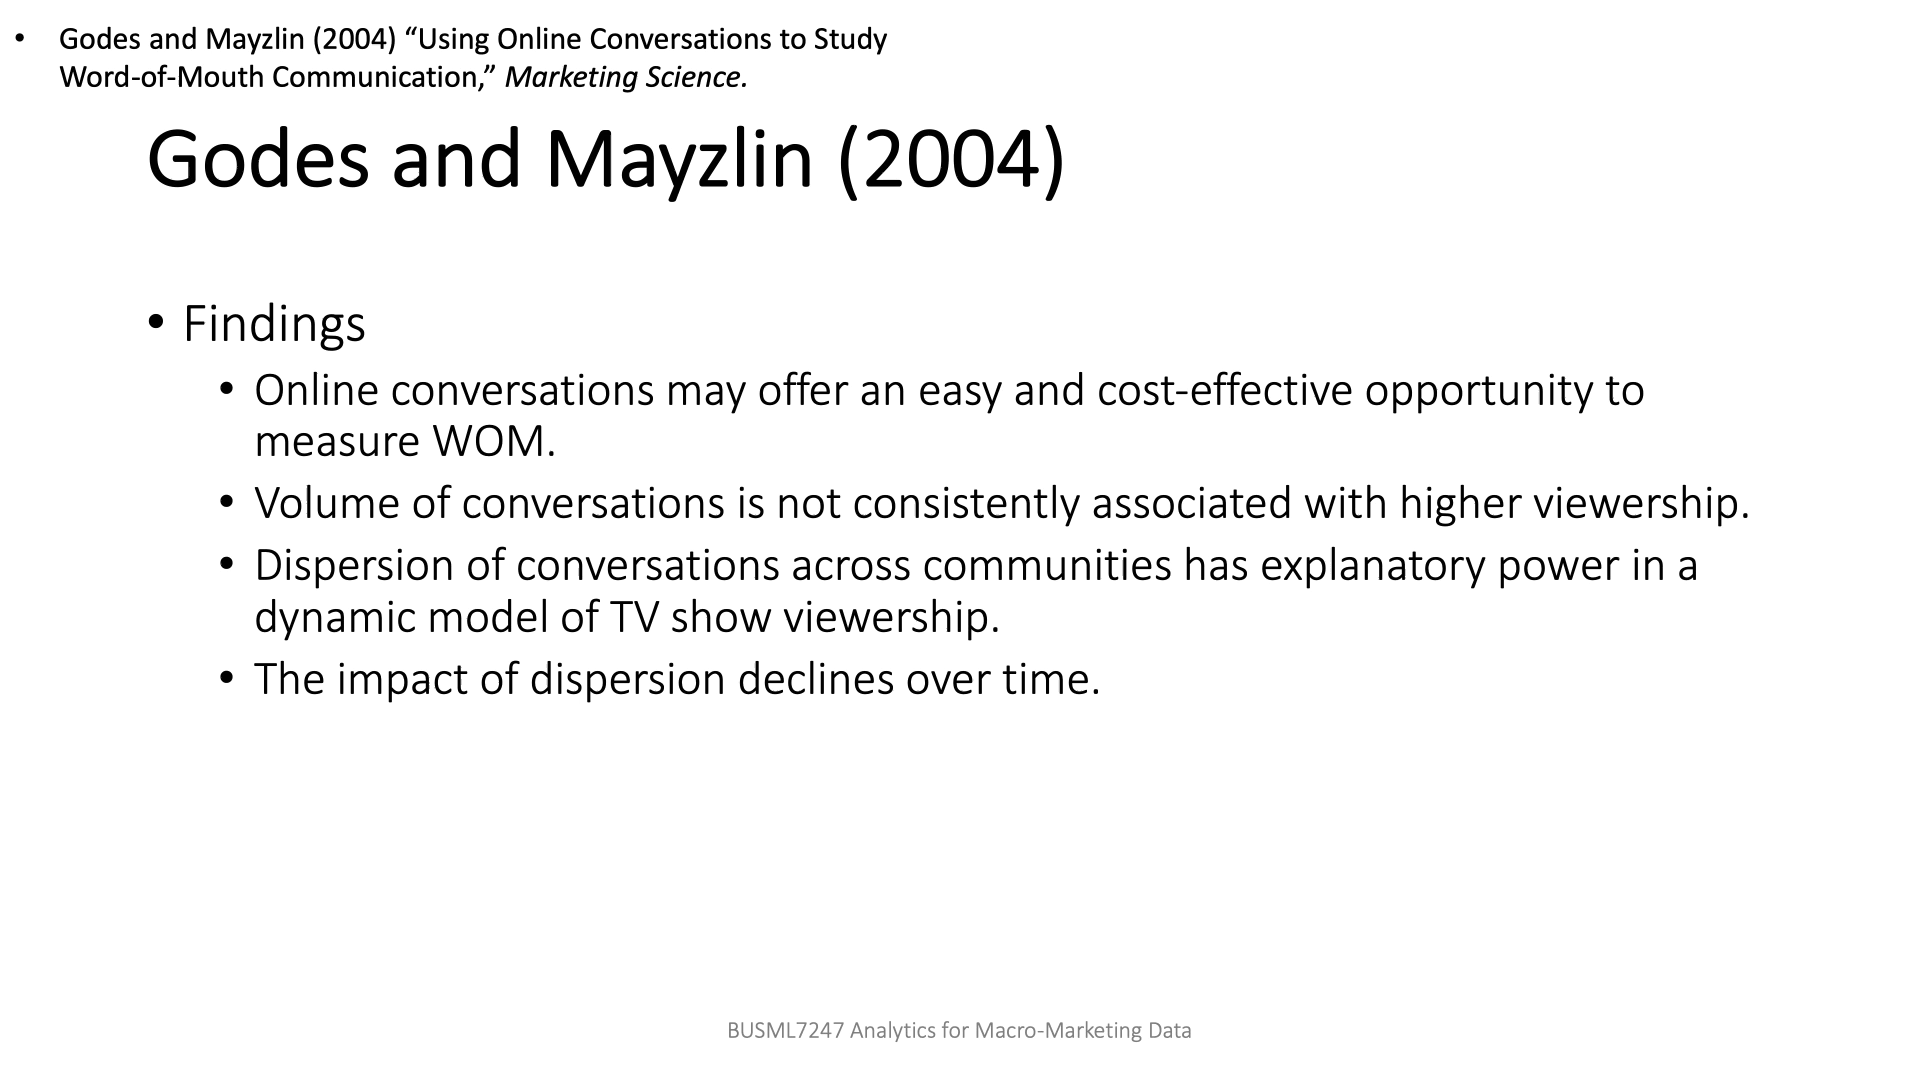 • Godes and Mayzlin (2004) “Using Online Conversations to Study
Word-of-Mouth Communication,” Marketing Science.
Godes and Mayzlin (2004)
• Findings
• Online conversations may offer an easy and cost-effective opportunity to
measure WOM.
• Volume of conversations is not consistently associated with higher viewership.
• Dispersion of conversations across communities has explanatory power in a
dynamic model of TV show viewership.
• The impact of dispersion declines over time.
BUSML7247 Analytics for Macro-Marketing Data